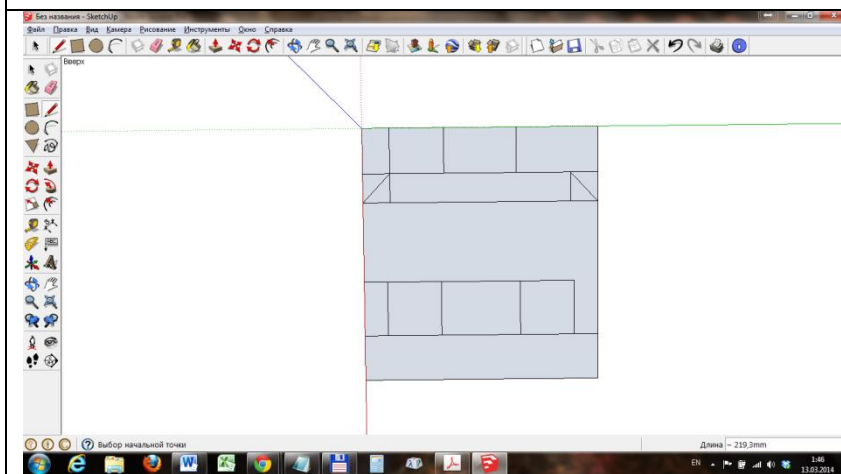 Без названия - SketchUp
Файл Правка Вид Камера Рисование Инструменты Окно Справка
Вверх
Выбор начальной точки
Длина ~ 219,3mm
EN
1:46
13.03.2014